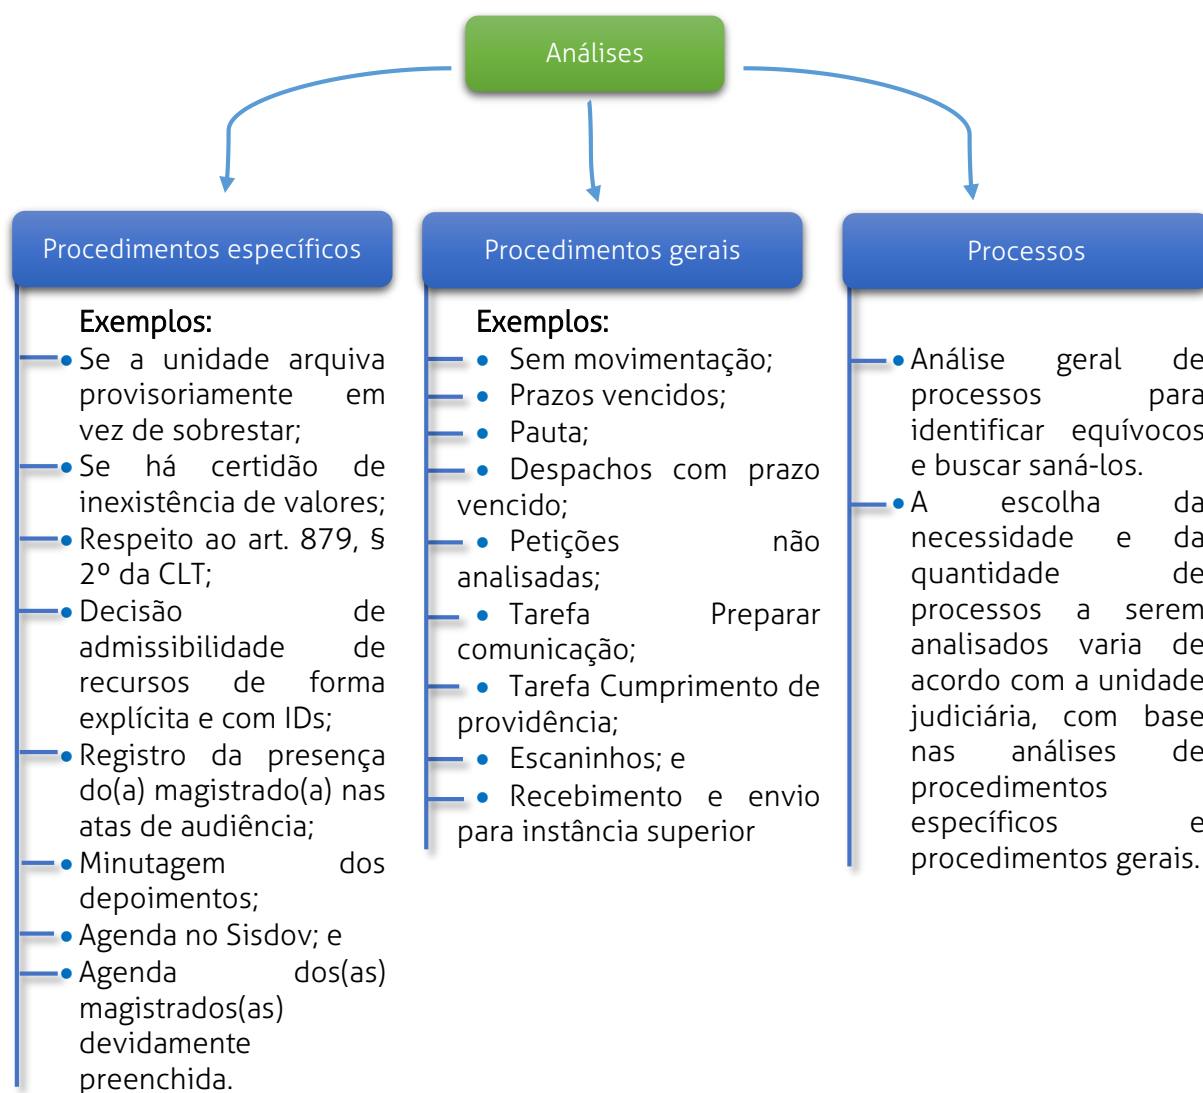 Análises
Procedimentos específicos
Exemplos:
• Se a unidade arquiva
provisoriamente em
vez de sobrestar;
• Se há certidão de
inexistência de valores;
• Respeito ao art. 879, §
2º da CLT;
• Decisão de
admissibilidade de
recursos de forma
explícita e com IDs;
• Registro da presença
do(a) magistrado(a) nas
atas de audiência;
• Minutagem dos
depoimentos;
• Agenda no Sisdov; e
• Agenda dos(as)
magistrados(as)
devidamente
preenchida.
Procedimentos gerais
Exemplos:
• Sem movimentação;
• Prazos vencidos;
• Pauta;
• Despachos com prazo
vencido;
• Petições não
analisadas;
• Tarefa Preparar
comunicação;
• Tarefa Cumprimento de
providência;
• Escaninhos; e
• Recebimento e envio
para instância superior
Processos
• Análise geral de
processos para
identificar equívocos
e buscar saná-los.
• A escolha da
necessidade e da
quantidade de
processos a serem
analisados varia de
acordo com a unidade
judiciária, com base
nas análises de
procedimentos
específicos e
procedimentos gerais.